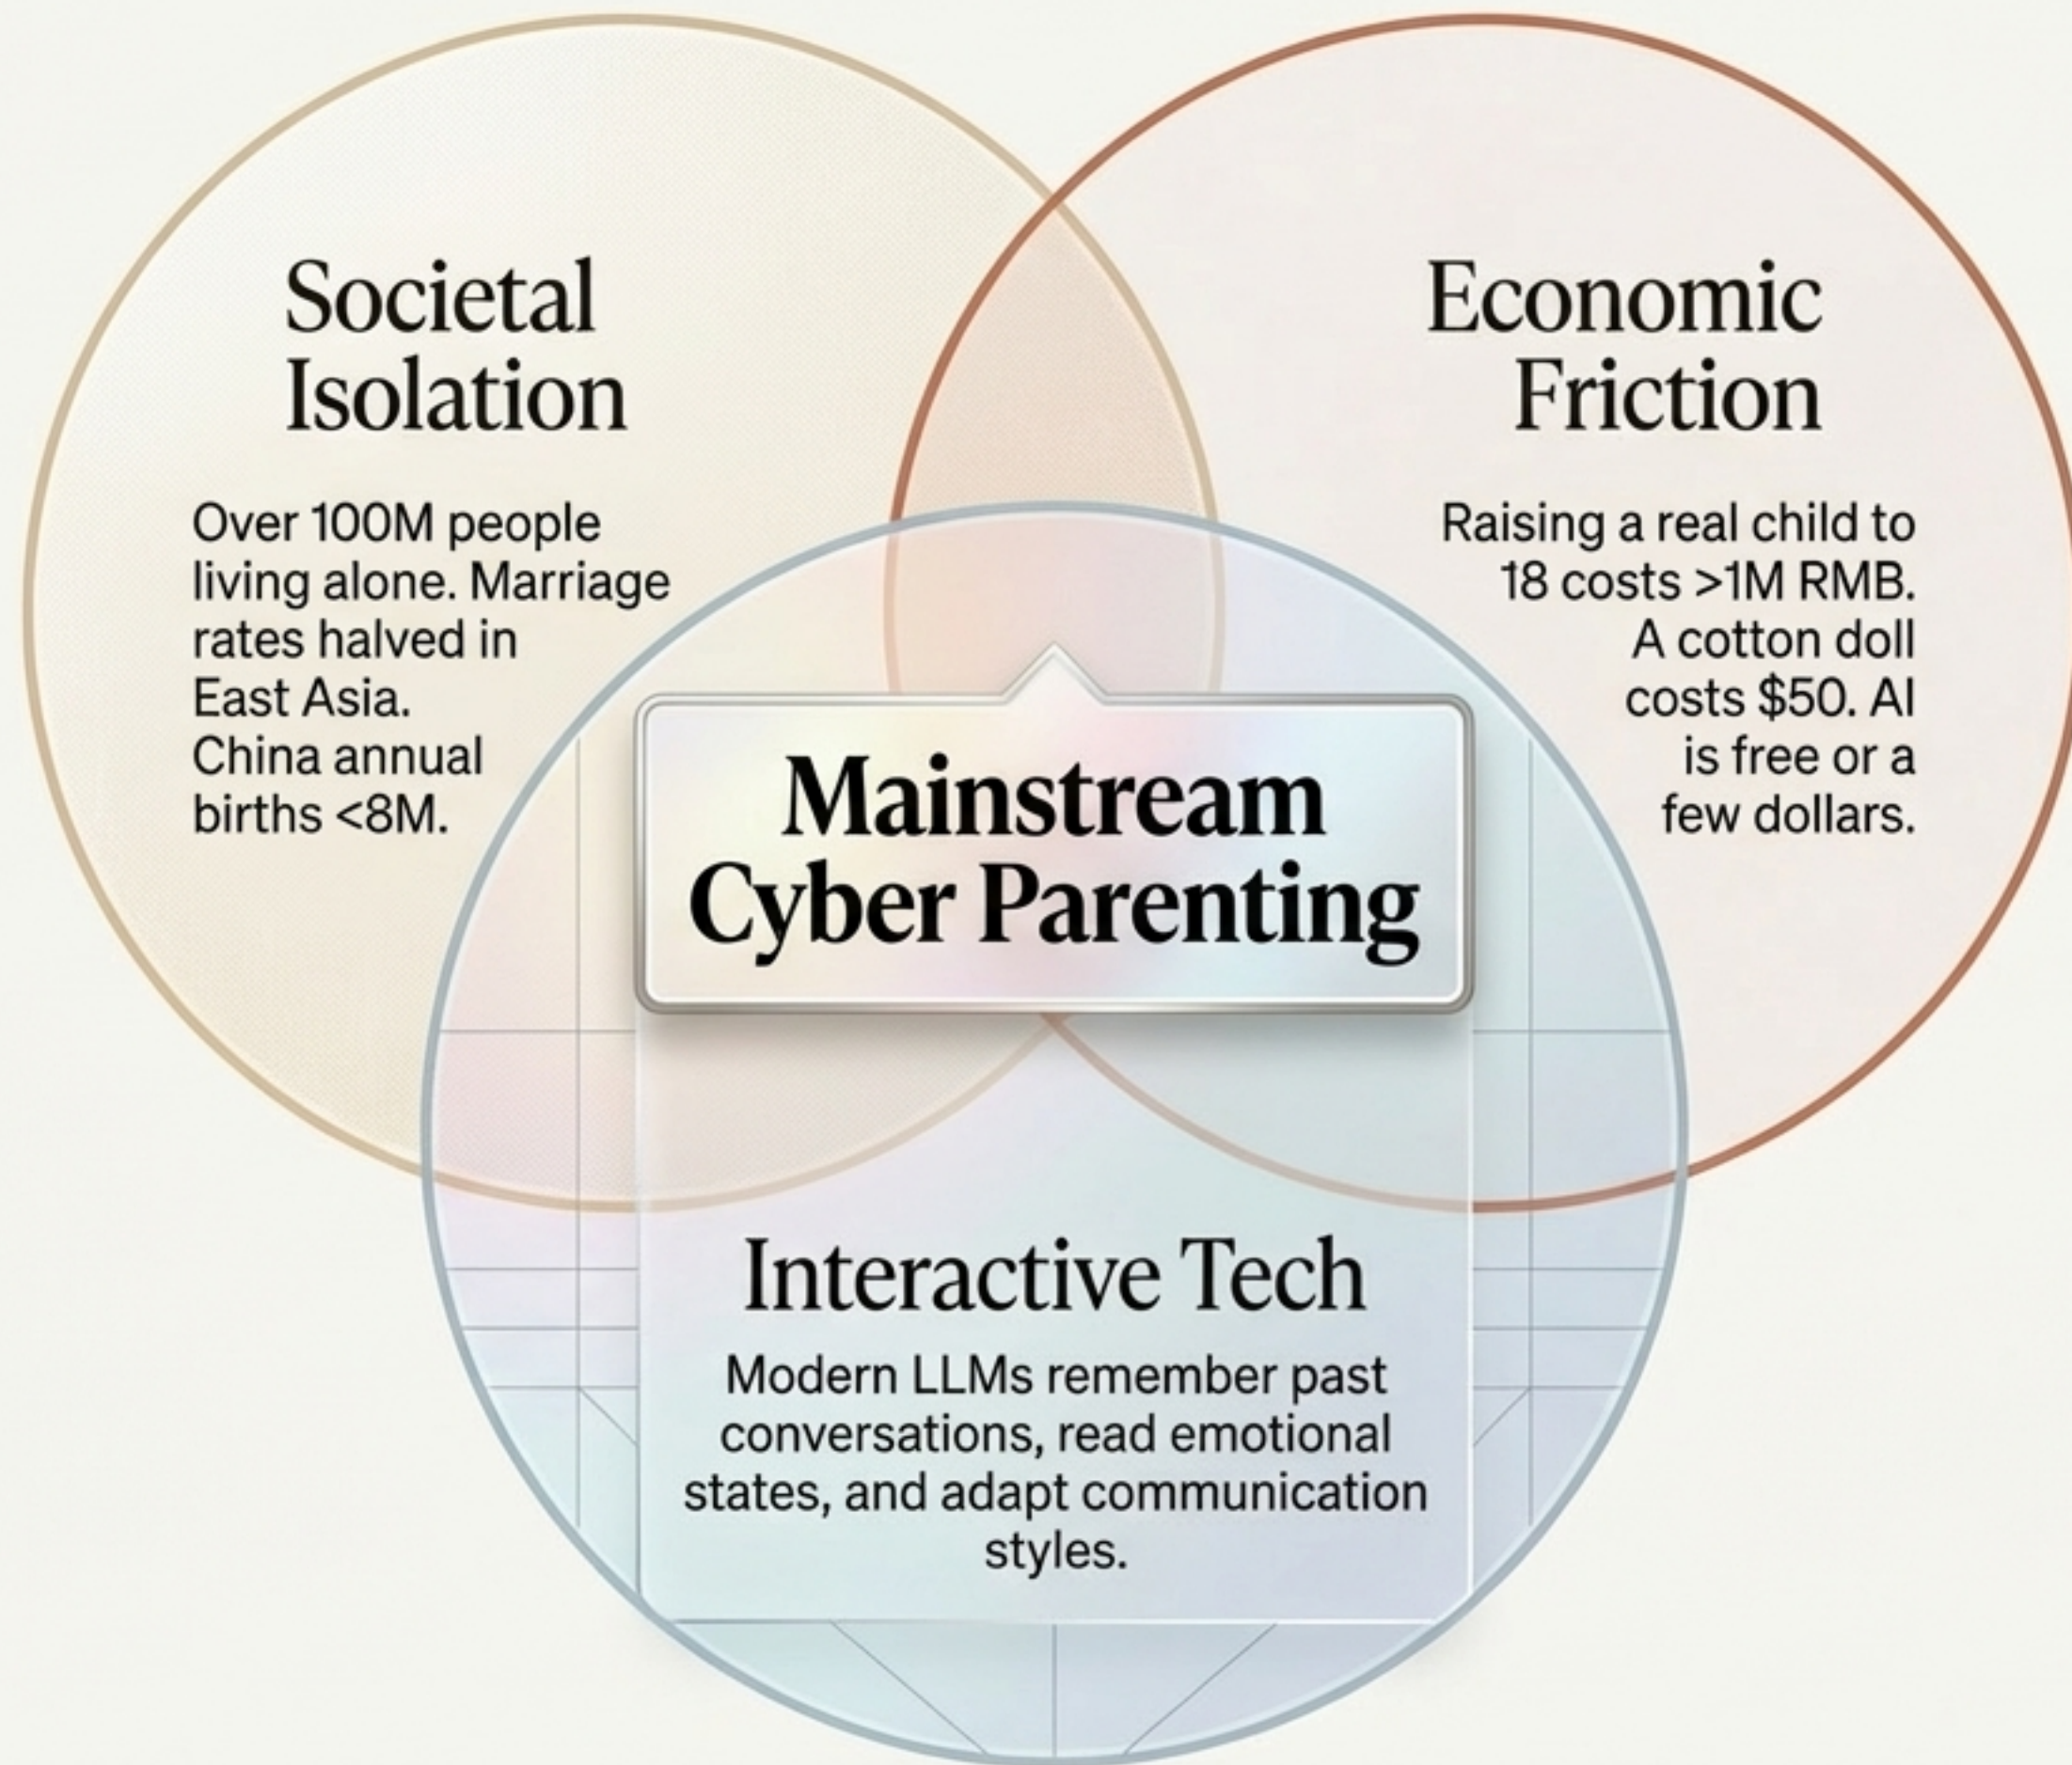 Societal
Isolation
Over 100M people
living alone. Marriage
rates halved in
East Asia.
China annual
births <8M.
Economic
Friction
Raising a real child to
18 costs >1M RMB.
A cotton doll
costs $50. AI
is free or a
few dollars.
Mainstream
Cyber Parenting
Interactive Tech
Modern LLMs remember past
conversations, read emotional
states, and adapt communication
styles.